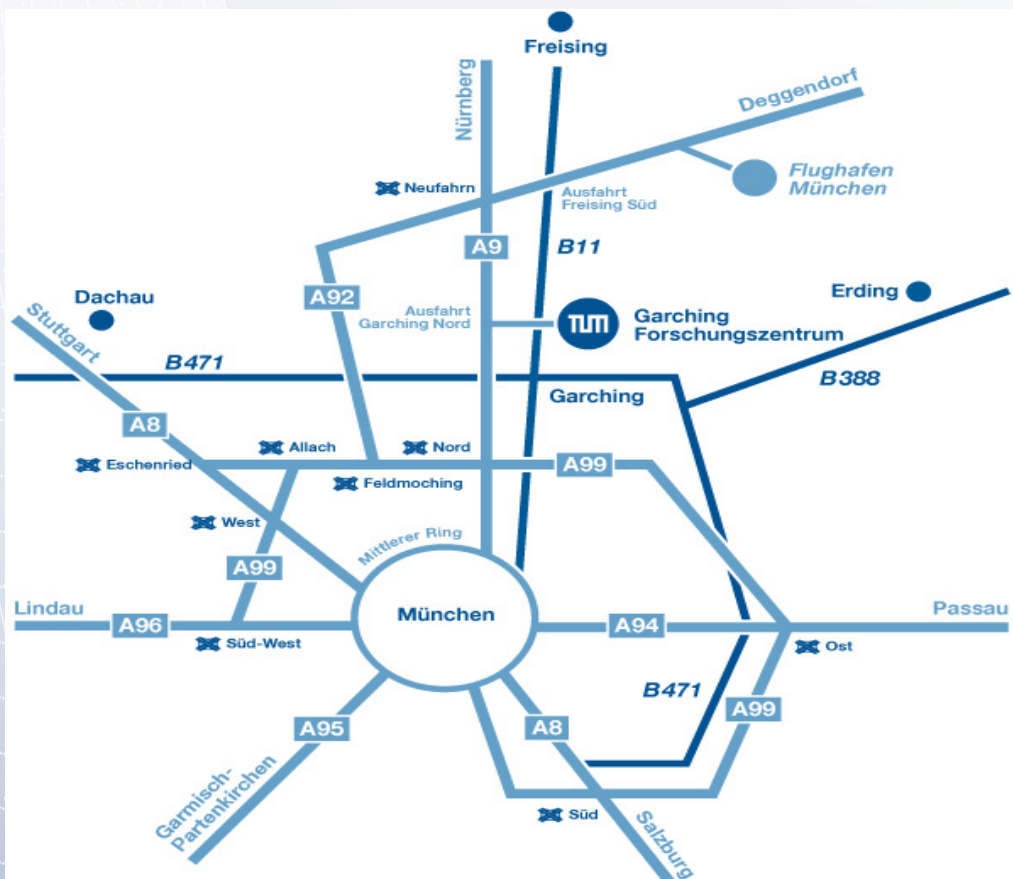 Freising
Nürnberg
Deggendorf
Flughafen
München
Neufahrn
Ausfahrt
Freising Süd
A9
B11
Erding
Dachau
A92
Stuttgart
Ausfahrt
Garching Nord
TUM
Garching
Forschungszentrum
B471
B388
Garching
A8
Allach
Nord
Eschenried
A99
Feldmoching
West
Mittlerer Ring
A99
Lindau
A96
München
A94
Passau
Süd-West
Ost
B471
A95
A8
A99
Garmisch-
Partenkirchen
Süd
Salzburg